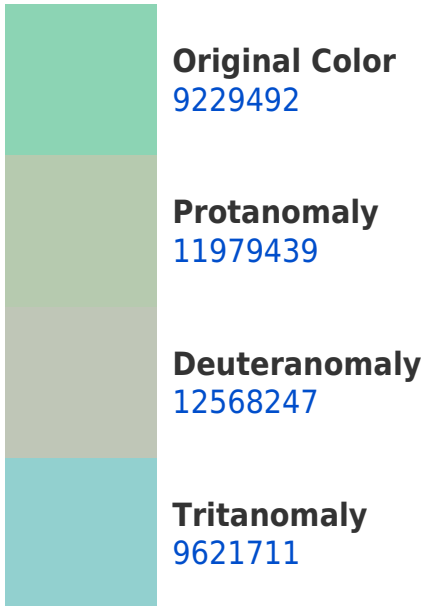 Original Color
9229492
Protanomaly
11979439
Deuteranomaly
12568247
Tritanomaly
9621711